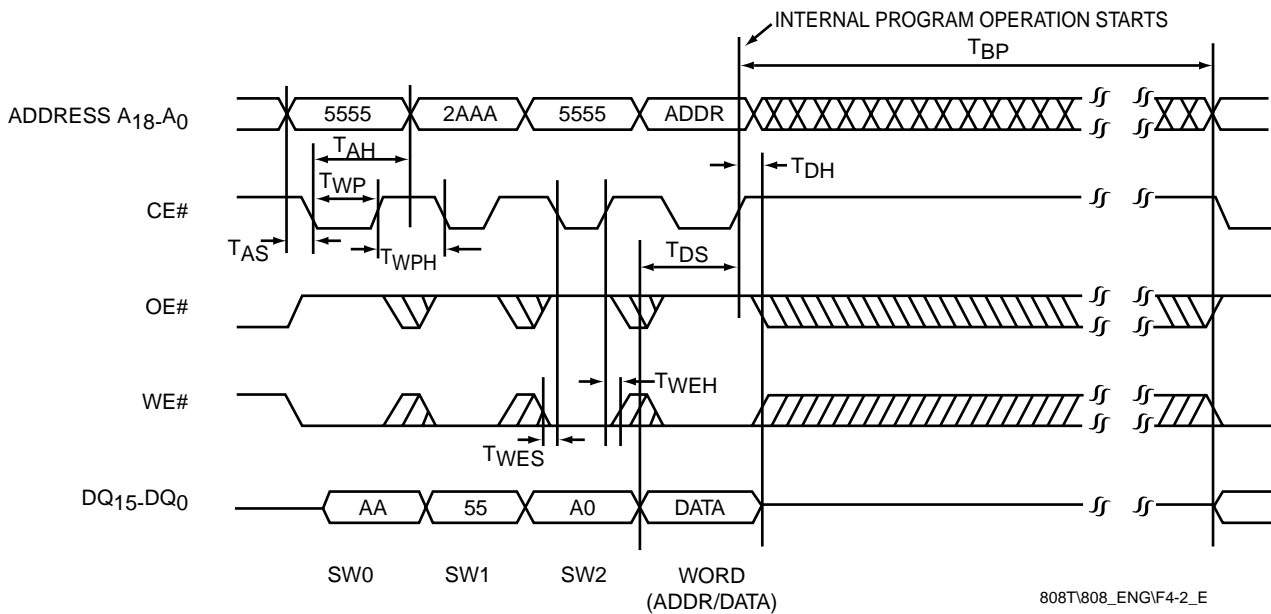 INTERNAL PROGRAM OPERATION STARTS
TBP
ADDRESS A18-A0
5555
2AAA
5555
ADDR
TAH
TDH
TWP
CE#
TAS
TWPH
TDS
OE#
WE#
TWEH
TWES
DQ15-DQ0
AA
55
A0
DATA
SW0
SW1
SW2
WORD
(ADDR/DATA)
808T\808_ENG\F4-2_E